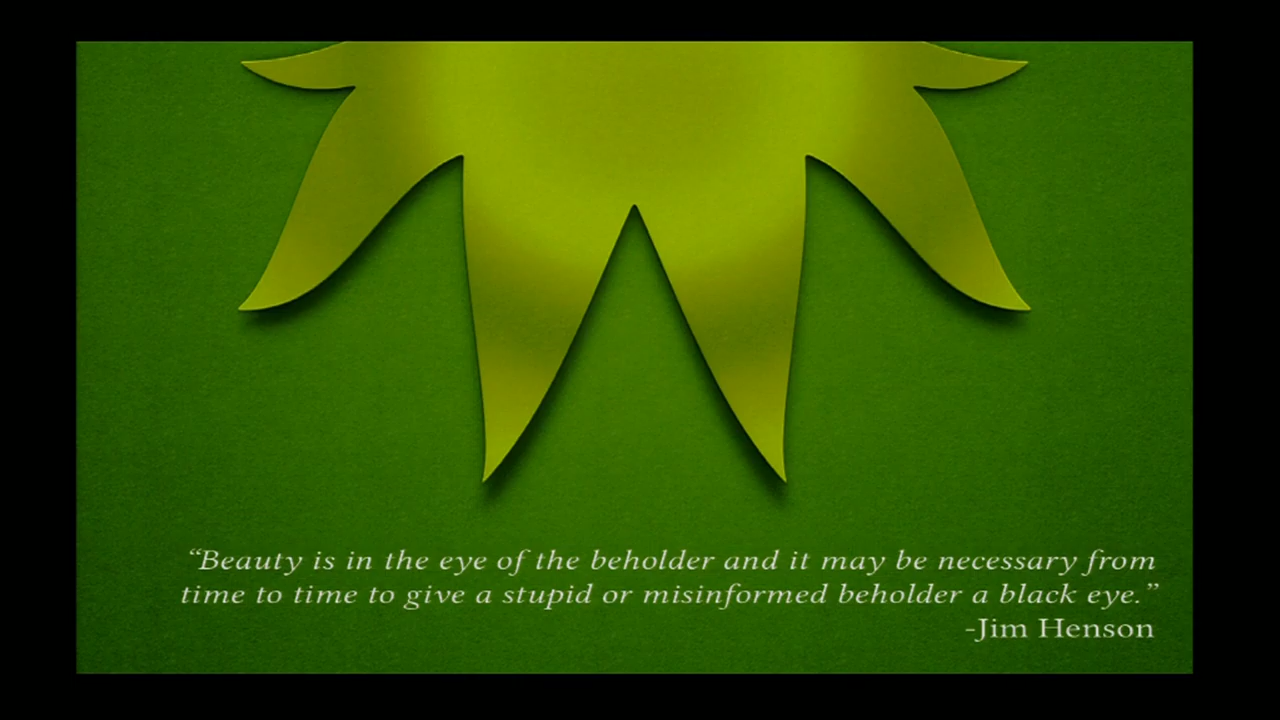 “Beauty is in the eye of the beholder and it may be necessary from
time to time to give a stupid or misinformed beholder a black eye.”
-Jim Henson